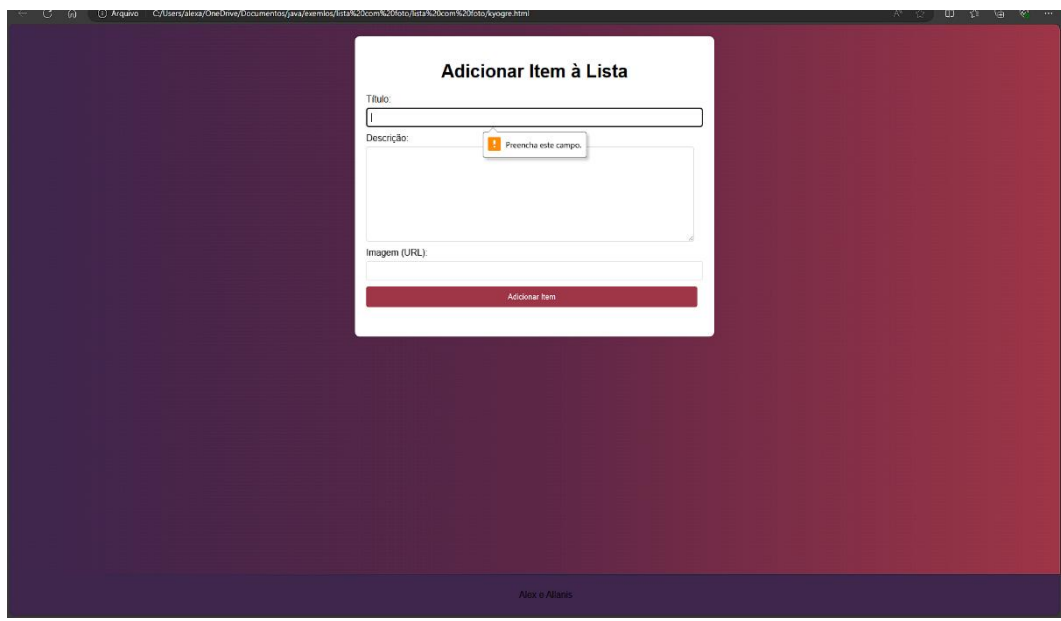 Arquivo C:/Users/alexa/OneDrive/Documentos/java/exemlos/lista%20com%20foto/lista%20com%20foto/kyogre.html
Adicionar Item à Lista
Título:
Preencha este campo.
Descrição:
Imagem (URL):
Adicionar Item
Alex e Allanis